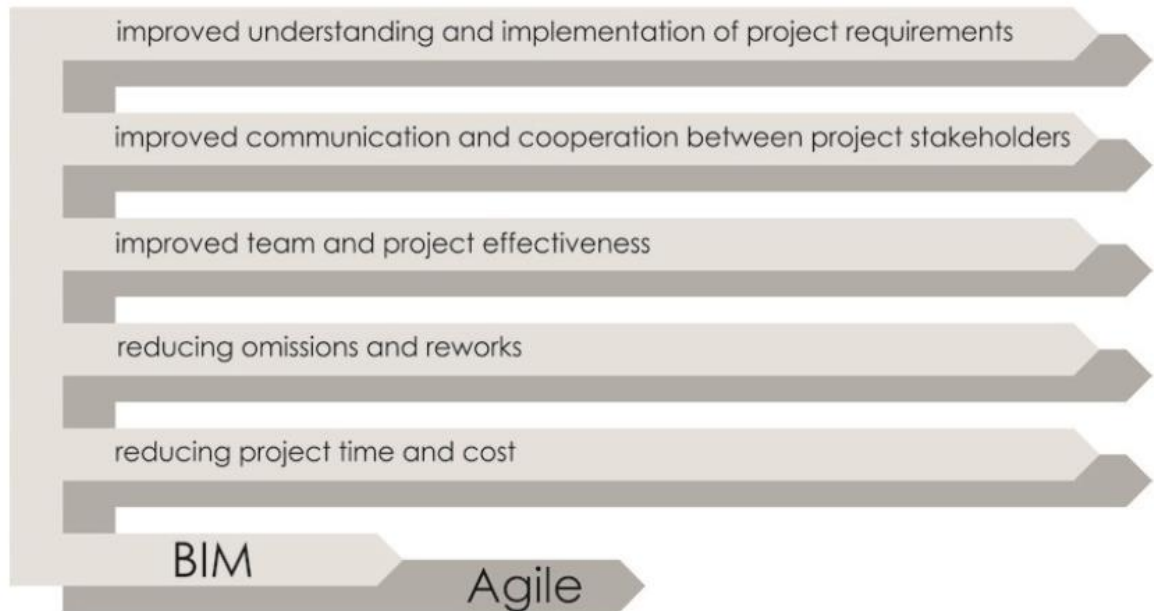 improved understanding and implementation of project requirements
improved communication and cooperation between project stakeholders
improved team and project effectiveness
reducing omissions and reworks
reducing project time and cost
BIM
Agile